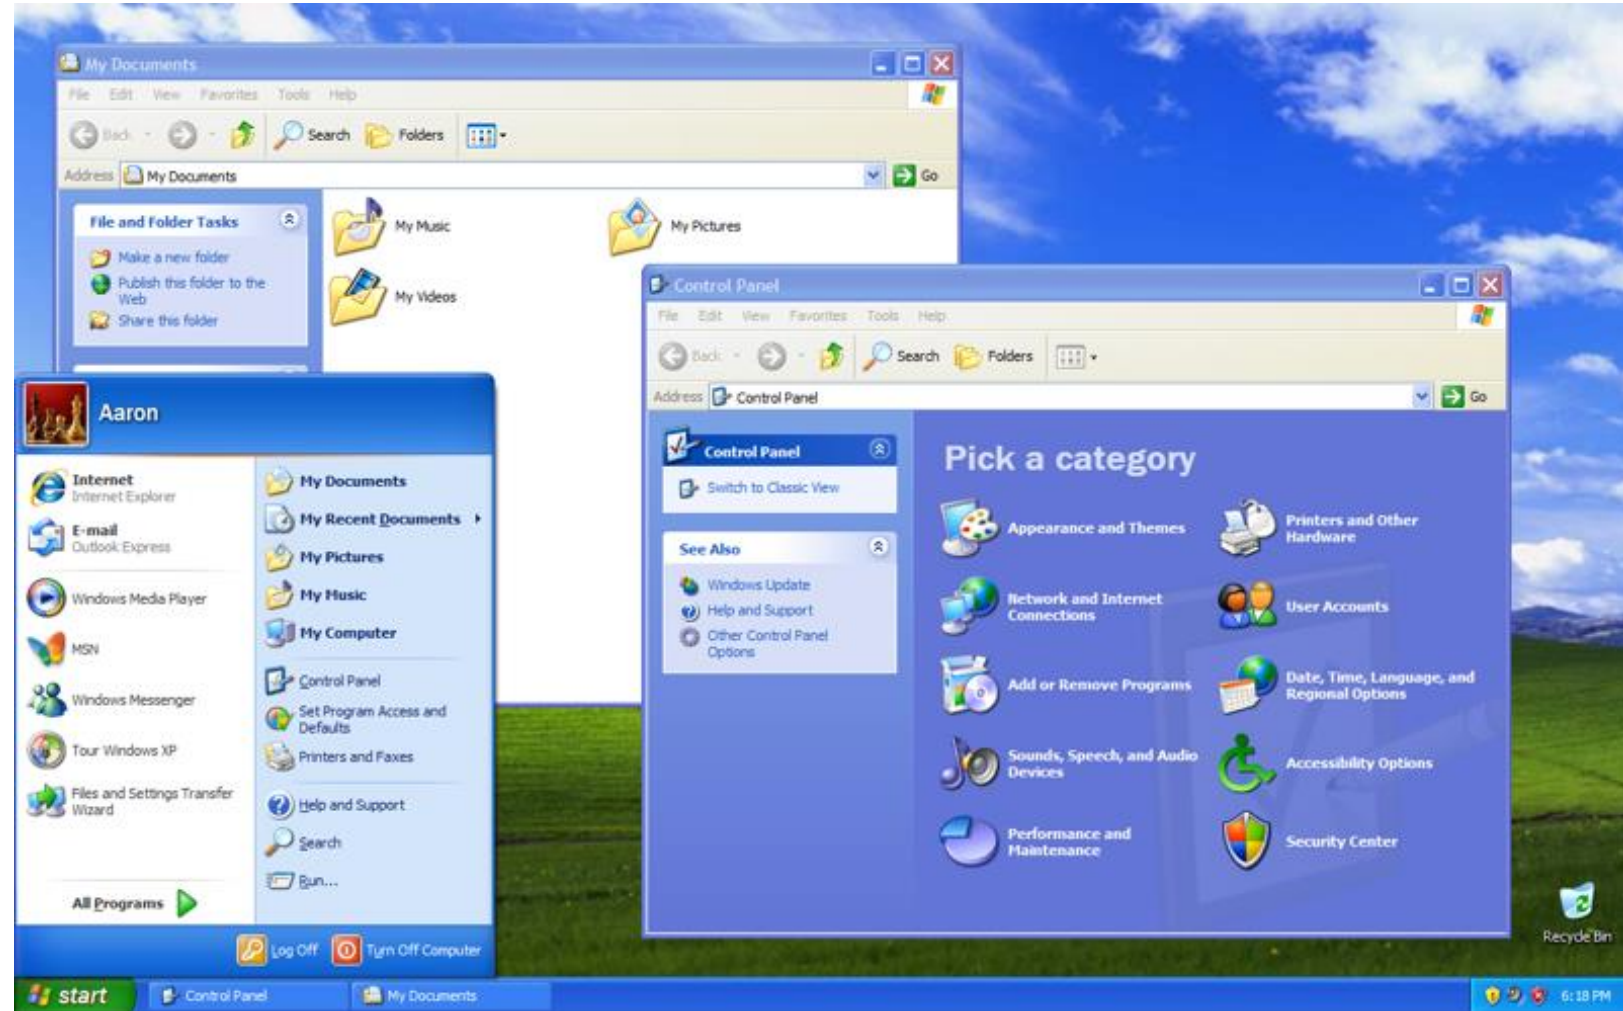 My Documents
File Edit View Favorites Tools Help
Back Search Folders
Address My Documents Go
File and Folder Tasks
Make a new folder
Publish this folder to the
Web
Share this folder
My Music
My Pictures
My Videos
Control Panel
File Edit View Favorites Tools Help
Back Search Folders
Address Control Panel Go
Control Panel
Switch to Classic View
See Also
Windows Update
Help and Support
Other Control Panel
Options
Pick a category
Appearance and Themes
Printers and Other
Hardware
Network and Internet
Connections
User Accounts
Add or Remove Programs
Date, Time, Language, and
Regional Options
Sounds, Speech, and Audio
Devices
Accessibility Options
Performance and
Maintenance
Security Center
Aaron
Internet
Internet Explorer
E-mail
Outlook Express
Windows Media Player
MSN
Windows Messenger
Tour Windows XP
Files and Settings Transfer
Wizard
All Programs
My Documents
My Recent Documents
My Pictures
My Music
My Computer
Control Panel
Set Program Access and
Defaults
Printers and Faxes
Help and Support
Search
Run...
Log Off Turn Off Computer
Recycle Bin
start Control Panel My Documents 6:18 PM